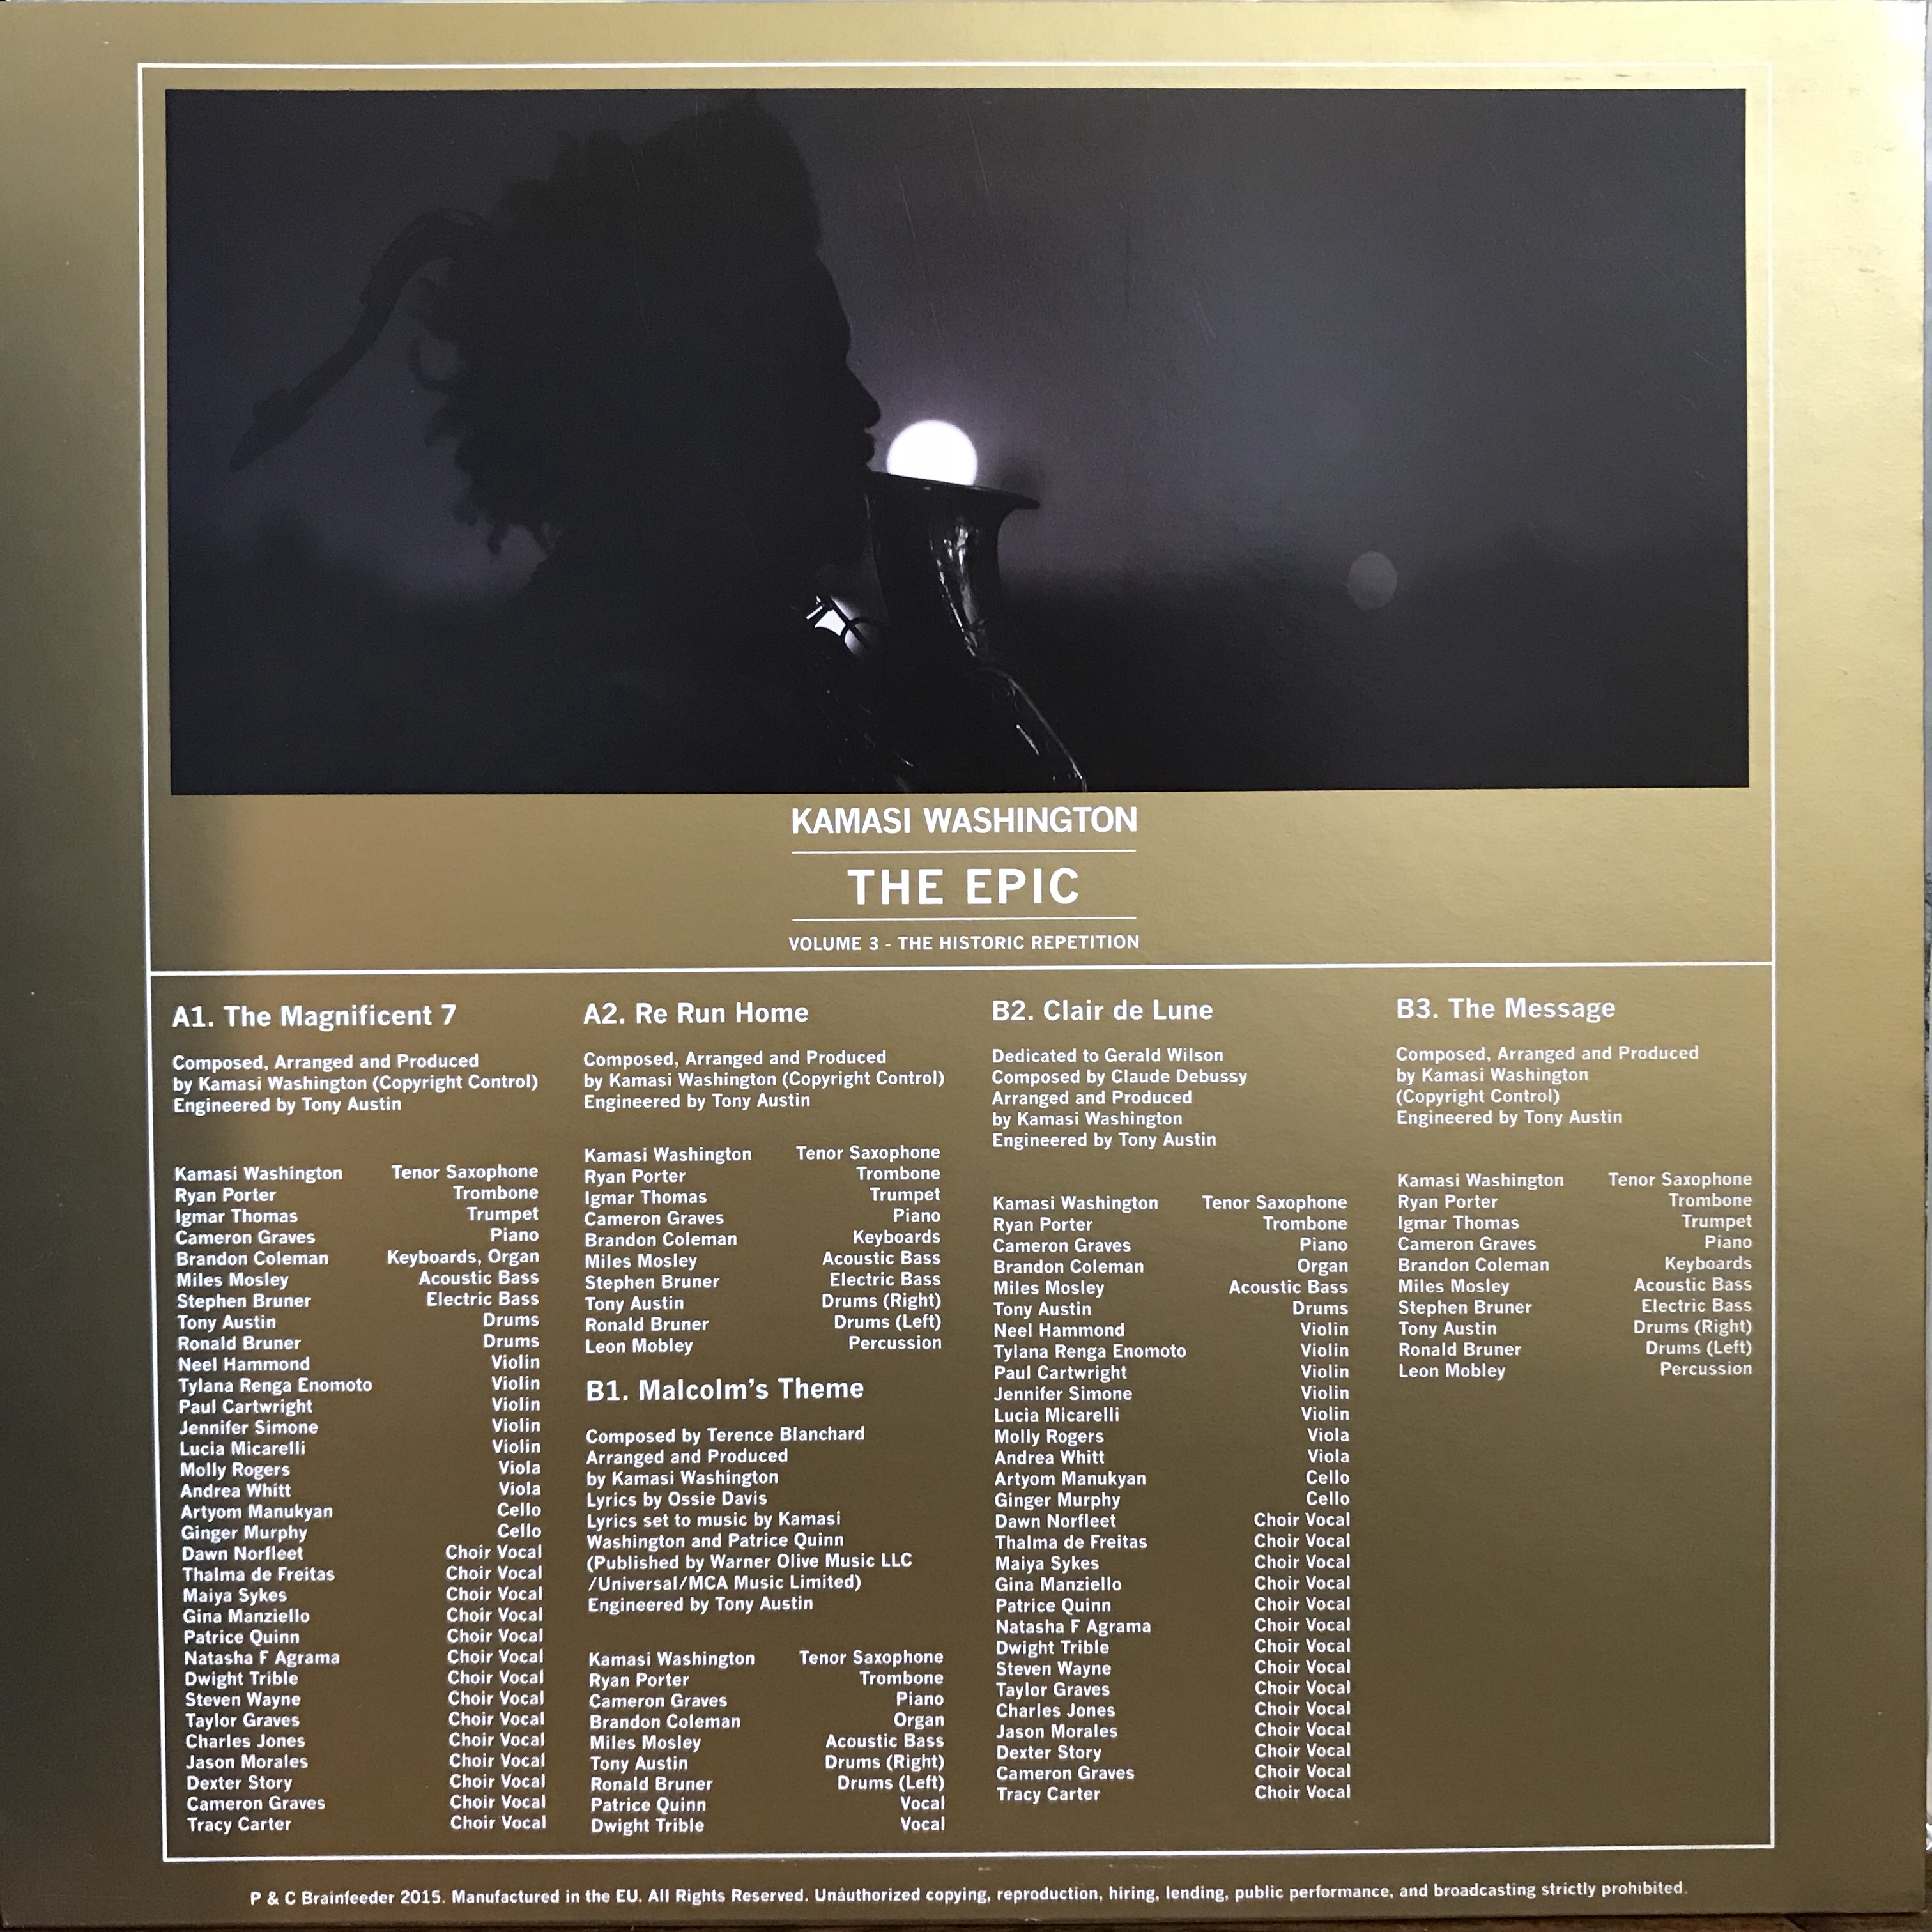 KAMASI WASHINGTON
THE EPIC
VOLUME 3 - THE HISTORIC REPETITION
A1. The Magnificent 7
Composed, Arranged and Produced
by Kamasi Washington (Copyright Control)
Engineered by Tony Austin
Kamasi Washington Tenor Saxophone
Ryan Porter Trombone
Igmar Thomas Trumpet
Cameron Graves Piano
Brandon Coleman Keyboards, Organ
Miles Mosley Acoustic Bass
Stephen Bruner Electric Bass
Tony Austin Drums
Ronald Bruner Drums
Neel Hammond Violin
Tylana Renga Enomoto Violin
Paul Cartwright Violin
Jennifer Simone Violin
Lucia Micarelli Violin
Molly Rogers Viola
Andrea Whitt Viola
Artyom Manukyan Cello
Ginger Murphy Cello
Dawn Norfleet Choir Vocal
Thalma de Freitas Choir Vocal
Maiya Sykes Choir Vocal
Gina Manziello Choir Vocal
Patrice Quinn Choir Vocal
Natasha F Agrama Choir Vocal
Dwight Trible Choir Vocal
Steven Wayne Choir Vocal
Taylor Graves Choir Vocal
Charles Jones Choir Vocal
Jason Morales Choir Vocal
Dexter Story Choir Vocal
Cameron Graves Choir Vocal
Tracy Carter Choir Vocal
A2. Re Run Home
Composed, Arranged and Produced
by Kamasi Washington (Copyright Control)
Engineered by Tony Austin
Kamasi Washington Tenor Saxophone
Ryan Porter Trombone
Igmar Thomas Trumpet
Cameron Graves Piano
Brandon Coleman Keyboards
Miles Mosley Acoustic Bass
Stephen Bruner Electric Bass
Tony Austin Drums (Right)
Ronald Bruner Drums (Left)
Leon Mobley Percussion
B1. Malcolm's Theme
Composed by Terence Blanchard
Arranged and Produced
by Kamasi Washington
Lyrics by Ossie Davis
Lyrics set to music by Kamasi
Washington and Patrice Quinn
(Published by Warner Olive Music LLC
/Universal/MCA Music Limited)
Engineered by Tony Austin
Kamasi Washington Tenor Saxophone
Ryan Porter Trombone
Cameron Graves Piano
Brandon Coleman Organ
Miles Mosley Acoustic Bass
Tony Austin Drums (Right)
Ronald Bruner Drums (Left)
Patrice Quinn Vocal
Dwight Trible Vocal
B2. Clair de Lune
Dedicated to Gerald Wilson
Composed by Claude Debussy
Arranged and Produced
by Kamasi Washington
Engineered by Tony Austin
Kamasi Washington Tenor Saxophone
Ryan Porter Trombone
Cameron Graves Piano
Brandon Coleman Organ
Miles Mosley Acoustic Bass
Tony Austin Drums
Neel Hammond Violin
Tylana Renga Enomoto Violin
Paul Cartwright Violin
Jennifer Simone Violin
Lucia Micarelli Violin
Molly Rogers Viola
Andrea Whitt Viola
Artyom Manukyan Cello
Ginger Murphy Cello
Dawn Norfleet Choir Vocal
Thalma de Freitas Choir Vocal
Maiya Sykes Choir Vocal
Gina Manziello Choir Vocal
Patrice Quinn Choir Vocal
Natasha F Agrama Choir Vocal
Dwight Trible Choir Vocal
Steven Wayne Choir Vocal
Taylor Graves Choir Vocal
Charles Jones Choir Vocal
Jason Morales Choir Vocal
Dexter Story Choir Vocal
Cameron Graves Choir Vocal
Tracy Carter Choir Vocal
B3. The Message
Composed, Arranged and Produced
by Kamasi Washington
(Copyright Control)
Engineered by Tony Austin
Kamasi Washington Tenor Saxophone
Ryan Porter Trombone
Igmar Thomas Trumpet
Cameron Graves Piano
Brandon Coleman Keyboards
Miles Mosley Acoustic Bass
Stephen Bruner Electric Bass
Tony Austin Drums (Right)
Ronald Bruner Drums (Left)
Leon Mobley Percussion
P & C Brainfeeder 2015. Manufactured in the EU. All Rights Reserved. Unauthorized copying, reproduction, hiring, lending, public performance, and broadcasting strictly prohibited.